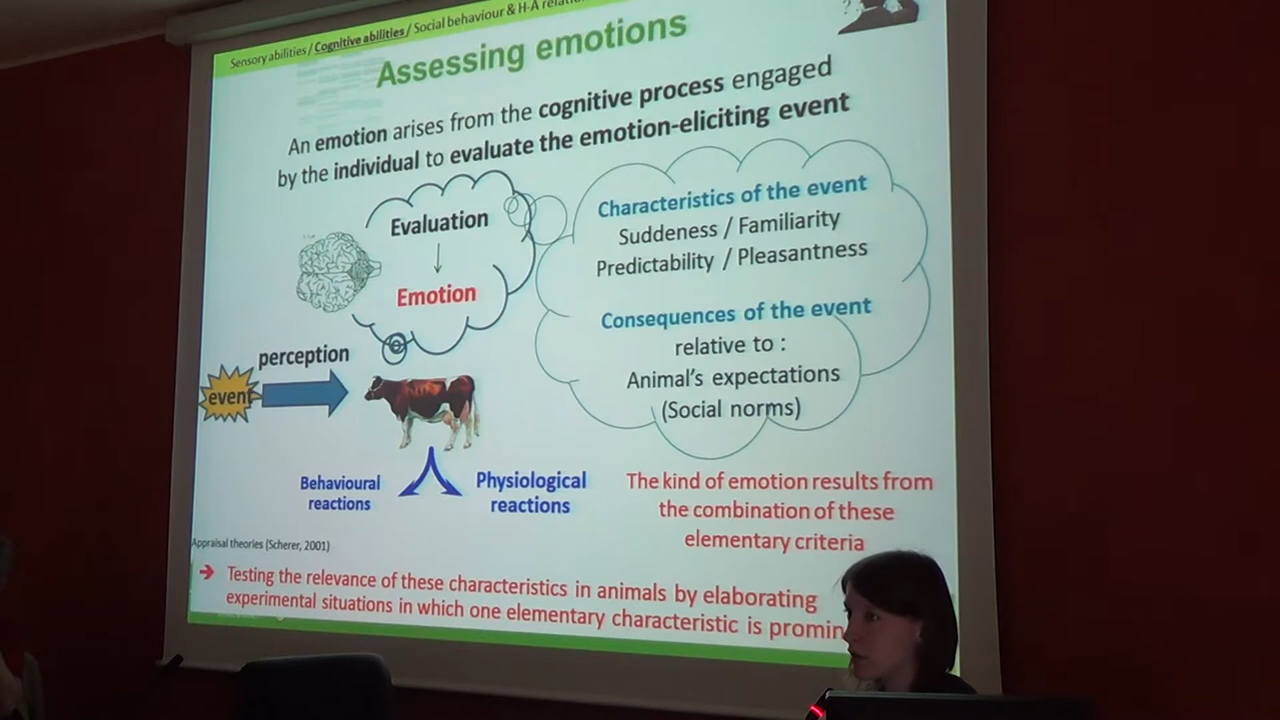 Sensory abilities / Cognitive abilities / Social behaviour & H-A
Assessing emotions
An emotion arises from the cognitive process engaged
by the individual to evaluate the emotion-eliciting event
Evaluation
Emotion
Characteristics of the event
Suddeness / Familiarity
Predictability / Pleasantness
Consequences of the event
relative to :
Animal's expectations
(Social norms)
perception
event
Behavioural
reactions
Physiological
reactions
The kind of emotion results from
the combination of these
elementary criteria
Appraisal theories (Scherer, 2001)
Testing the relevance of these characteristics in animals by elaborating
experimental situations in which one elementary characteristic is promin